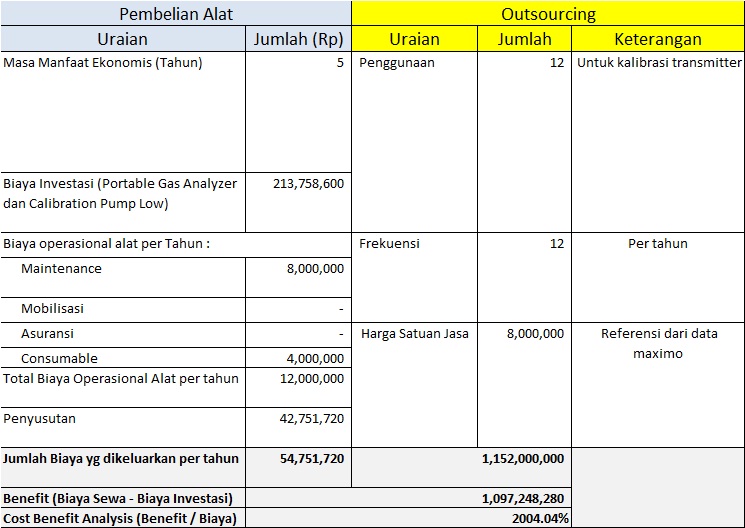 Pembelian Alat Outsourcing
Uraian Jumlah (Rp) Uraian Jumlah Keterangan
Masa Manfaat Ekonomis (Tahun) 5 Penggunaan 12 Untuk kalibrasi transmitter
Biaya Investasi (Portable Gas Analyzer 213,758,600
dan Calibration Pump Low)
Biaya operasional alat per Tahun : Frekuensi 12 Per tahun
Maintenance 8,000,000
Mobilisasi -
Asuransi - Harga Satuan Jasa 8,000,000 Referensi dari data
maximo
Consumable 4,000,000
Total Biaya Operasional Alat per tahun 12,000,000
Penyusutan 42,751,720
Jumlah Biaya yg dikeluarkan per tahun 54,751,720 1,152,000,000
Benefit (Biaya Sewa - Biaya Investasi) 1,097,248,280
Cost Benefit Analysis (Benefit / Biaya) 2004.04%